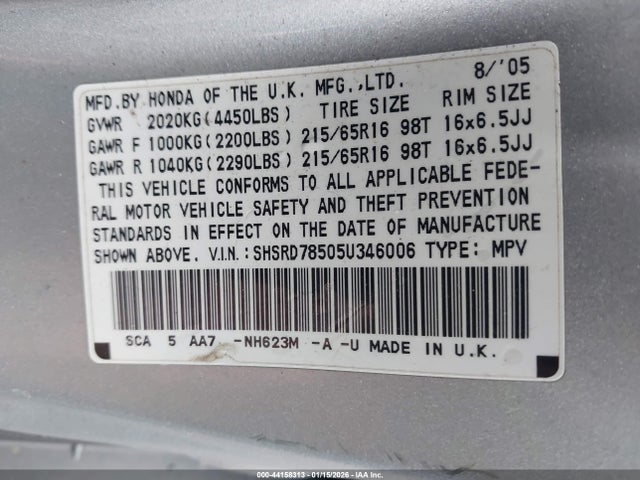 MFD.BY HONDA OF THE U.K. MFG.,LTD. 8/'05
GVWR 2020KG(4450LBS) TIRE SIZE RIM SIZE
GAWR F 1000KG(2200LBS) 215/65R16 98T 16x6.5JJ
GAWR R 1040KG(2290LBS) 215/65R16 98T 16x6.5JJ
THIS VEHICLE CONFORMS TO ALL APPLICABLE FEDE-
RAL MOTOR VEHICLE SAFETY AND THEFT PREVENTION
STANDARDS IN EFFECT ON THE DATE OF MANUFACTURE
SHOWN ABOVE. V.I.N.:SHSRD78505U346006 TYPE: MPV
SCA 5 AA7 -NH623M -A -U MADE IN U.K.
000-44158313 - 01/15/2026 - IAAI.COM